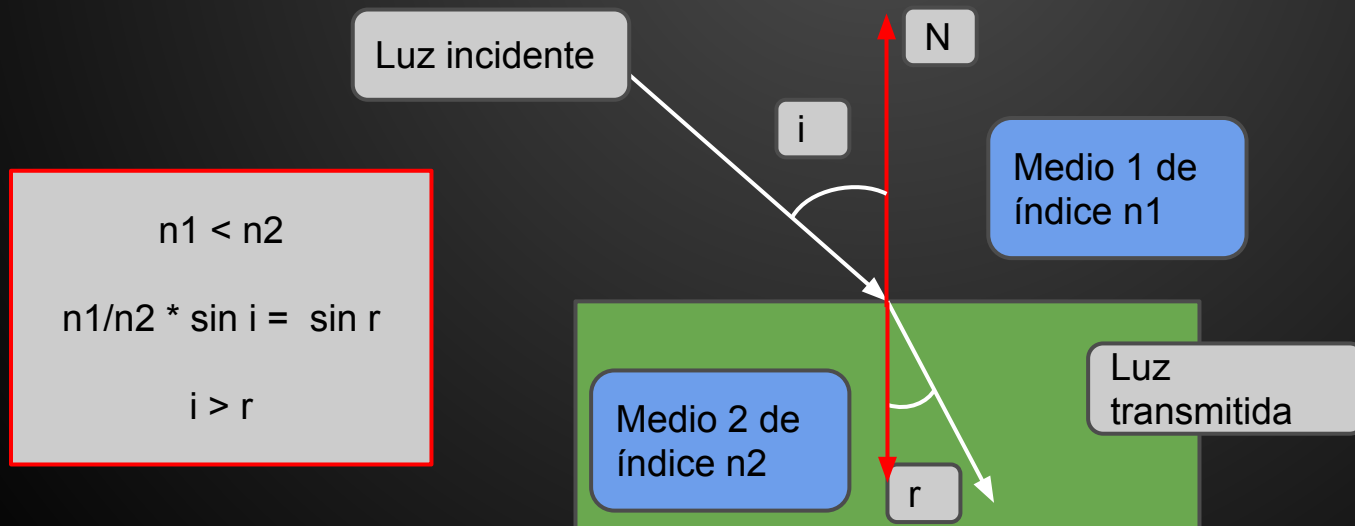 Luz incidente
N
i
Medio 1 de
índice n1
n1 < n2
n1/n2 * sin i =  sin r
i > r
Luz
transmitida
Medio 2 de
índice n2
r